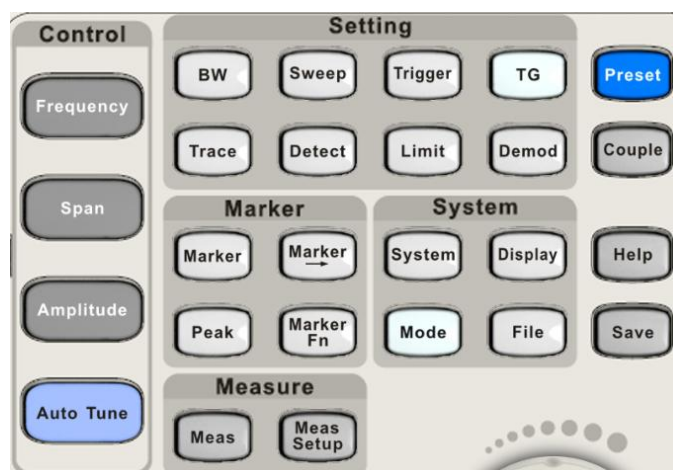 Control
Frequency
Span
Amplitude
Auto Tune
Setting
BW
Sweep
Trigger
TG
Trace
Detect
Limit
Demod
Marker
Marker
Marker
→
Peak
Marker
Fn
System
System
Display
Mode
File
Measure
Meas
Meas
Setup
Preset
Couple
Help
Save